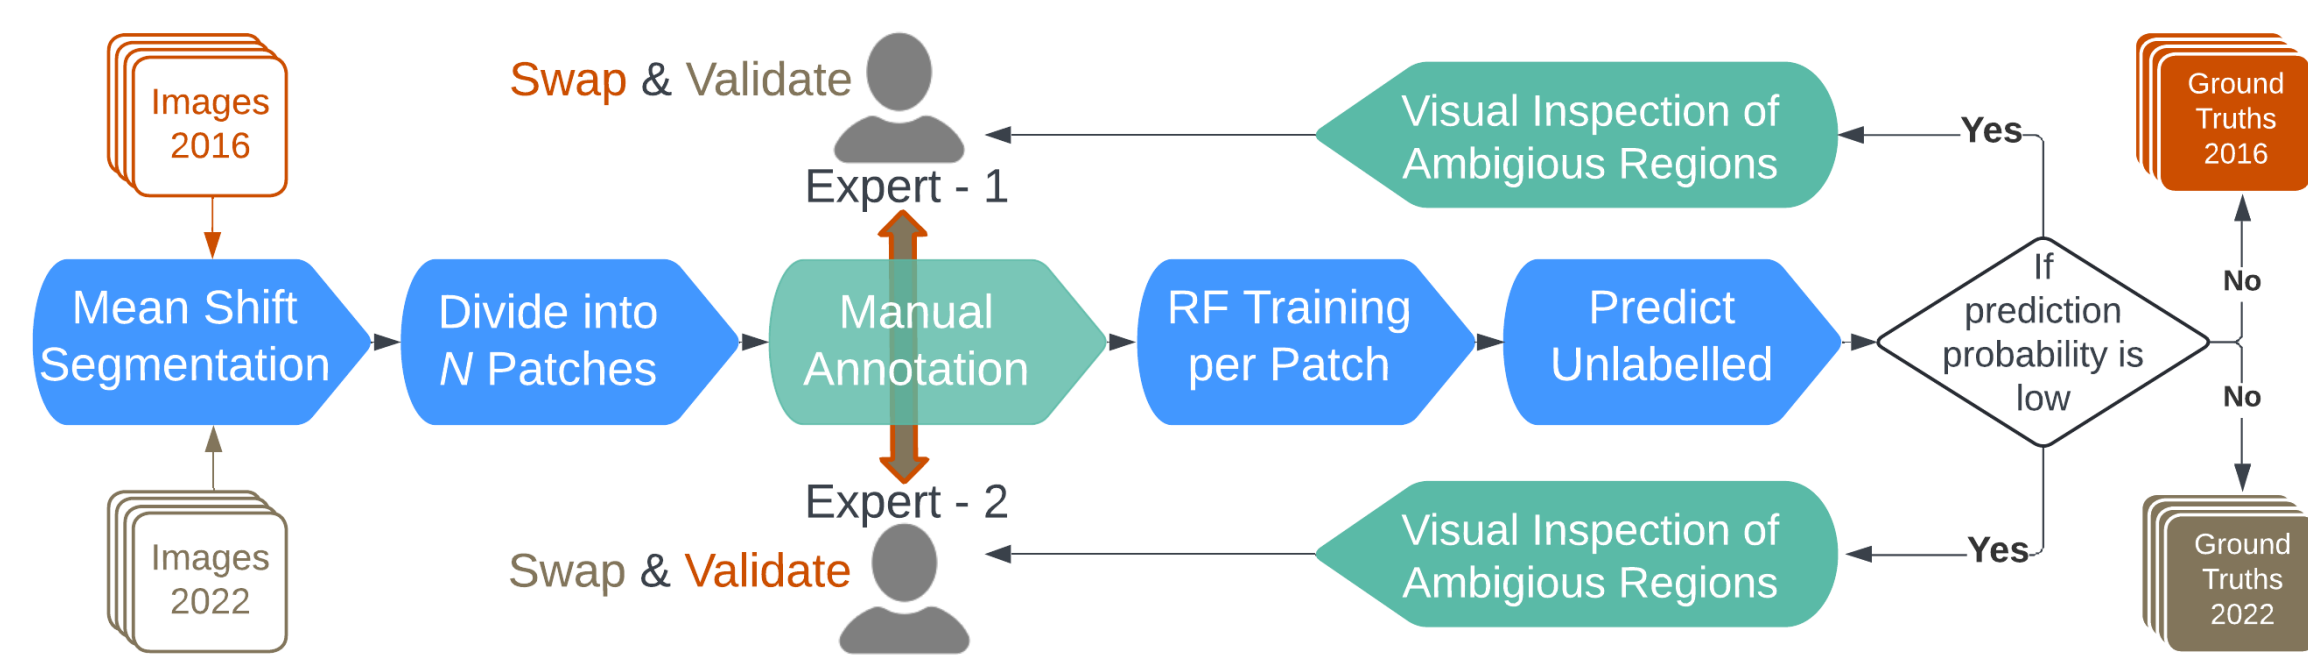 Images
2016
Swap & Validate
Expert - 1
Visual Inspection of
Ambigious Regions
Yes
Ground
Truths
2016
Mean Shift
Segmentation
Divide into
N Patches
Manual
Annotation
RF Training
per Patch
Predict
Unlabelled
If
prediction
probability is
low
No
No
Images
2022
Expert - 2
Swap & Validate
Visual Inspection of
Ambigious Regions
Yes
Ground
Truths
2022